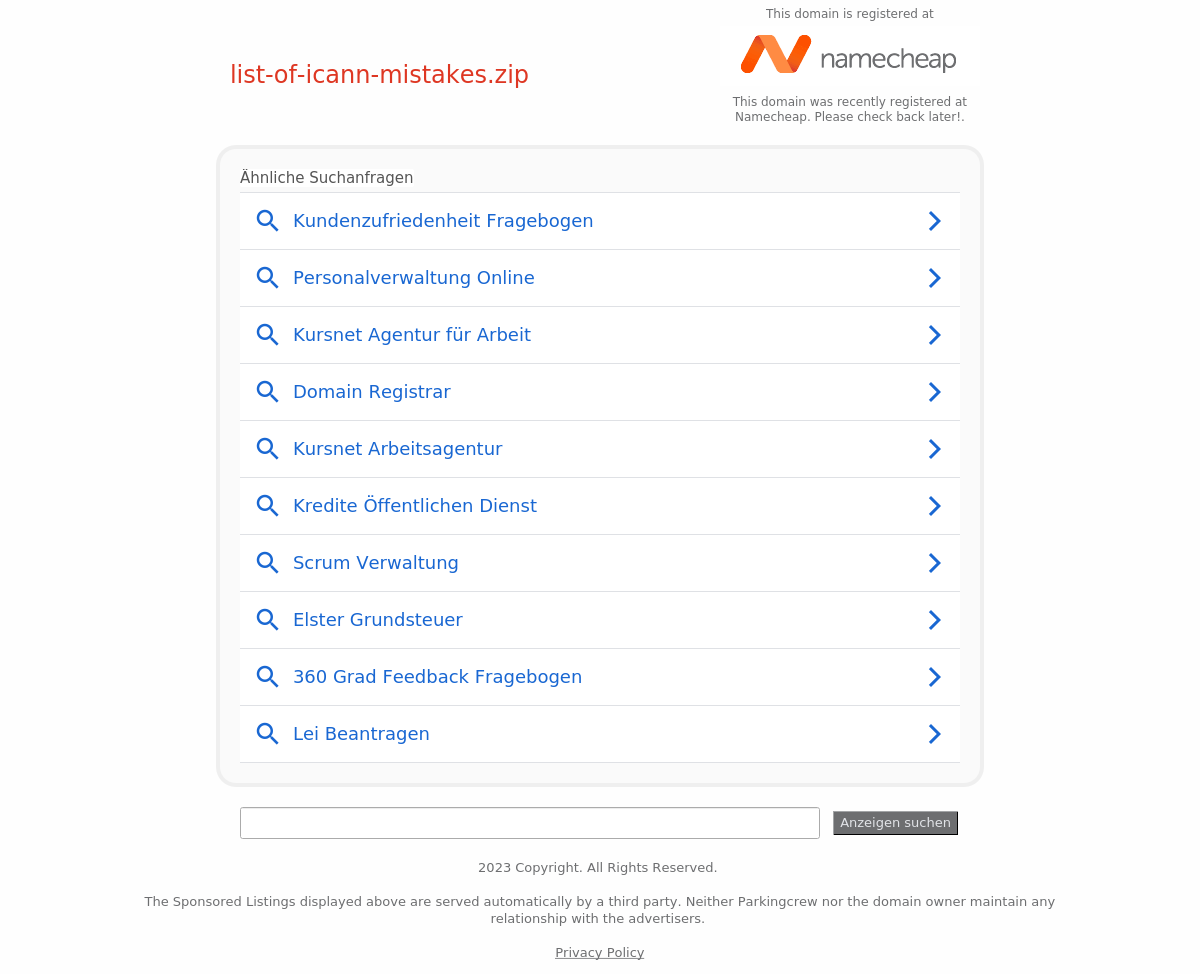 This domain is registered at
namecheap
list-of-icann-mistakes.zip
This domain was recently registered at
Namecheap. Please check back later!.
Ähnliche Suchanfragen
Kundenzufriedenheit Fragebogen
Personalverwaltung Online
Kursnet Agentur für Arbeit
Domain Registrar
Kursnet Arbeitsagentur
Kredite Öffentlichen Dienst
Scrum Verwaltung
Elster Grundsteuer
360 Grad Feedback Fragebogen
Lei Beantragen
Anzeigen suchen
2023 Copyright. All Rights Reserved.
The Sponsored Listings displayed above are served automatically by a third party. Neither Parkingcrew nor the domain owner maintain any
relationship with the advertisers.
Privacy Policy